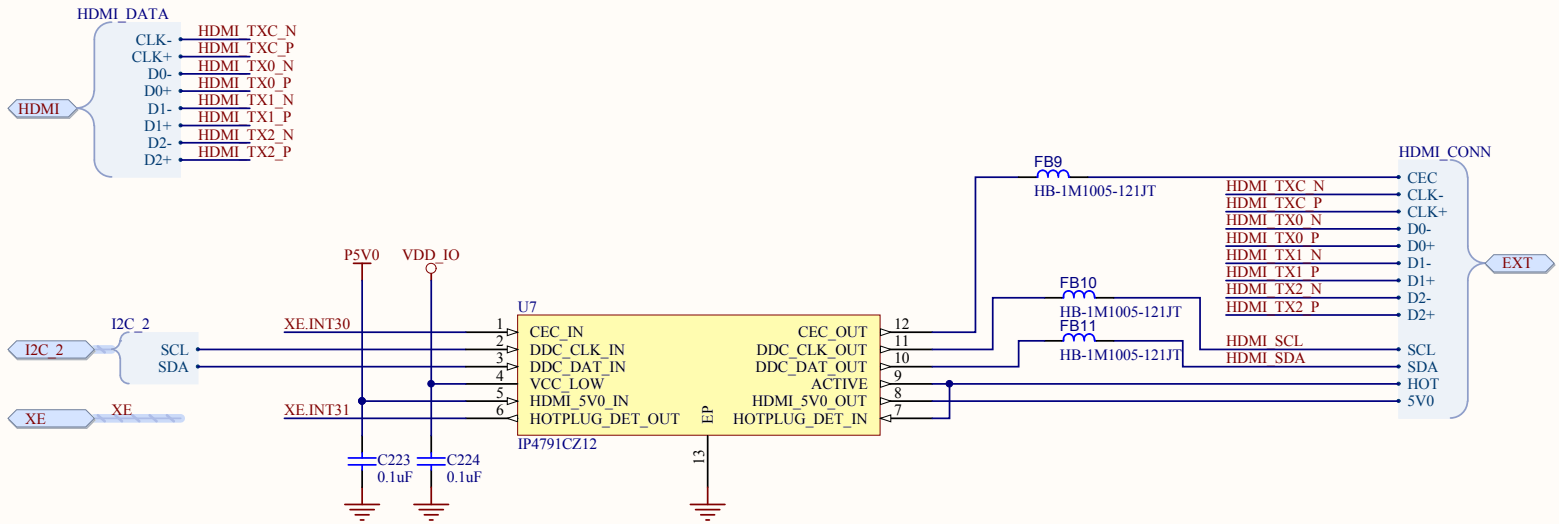 HDMI_DATA
HDMI
CLK- HDMI_TXC_N
CLK+ HDMI_TXC_P
D0- HDMI_TX0_N
D0+ HDMI_TX0_P
D1- HDMI_TX1_N
D1+ HDMI_TX1_P
D2- HDMI_TX2_N
D2+ HDMI_TX2_P
FB9
HB-1M1005-121JT
HDMI_CONN
CEC
HDMI_TXC_N CLK-
HDMI_TXC_P CLK+
HDMI_TX0_N D0-
HDMI_TX0_P D0+
HDMI_TX1_N D1-
HDMI_TX1_P D1+
HDMI_TX2_N D2-
HDMI_TX2_P D2+
HDMI_SCL SCL
HDMI_SDA SDA
HOT
5V0
EXT
FB10
HB-1M1005-121JT
FB11
HB-1M1005-121JT
P5V0
VDD_IO
I2C_2
I2C_2
SCL
SDA
XE
XE
XE.INT30
XE.INT31
U7
1 CEC_IN CEC_OUT 12
2 DDC_CLK_IN DDC_CLK_OUT 11
3 DDC_DAT_IN DDC_DAT_OUT 10
4 VCC_LOW ACTIVE 9
5 HDMI_5V0_IN HDMI_5V0_OUT 8
6 HOTPLUG_DET_OUT HOTPLUG_DET_IN 7
EP
13
IP4791CZ12
C223
0.1uF
C224
0.1uF